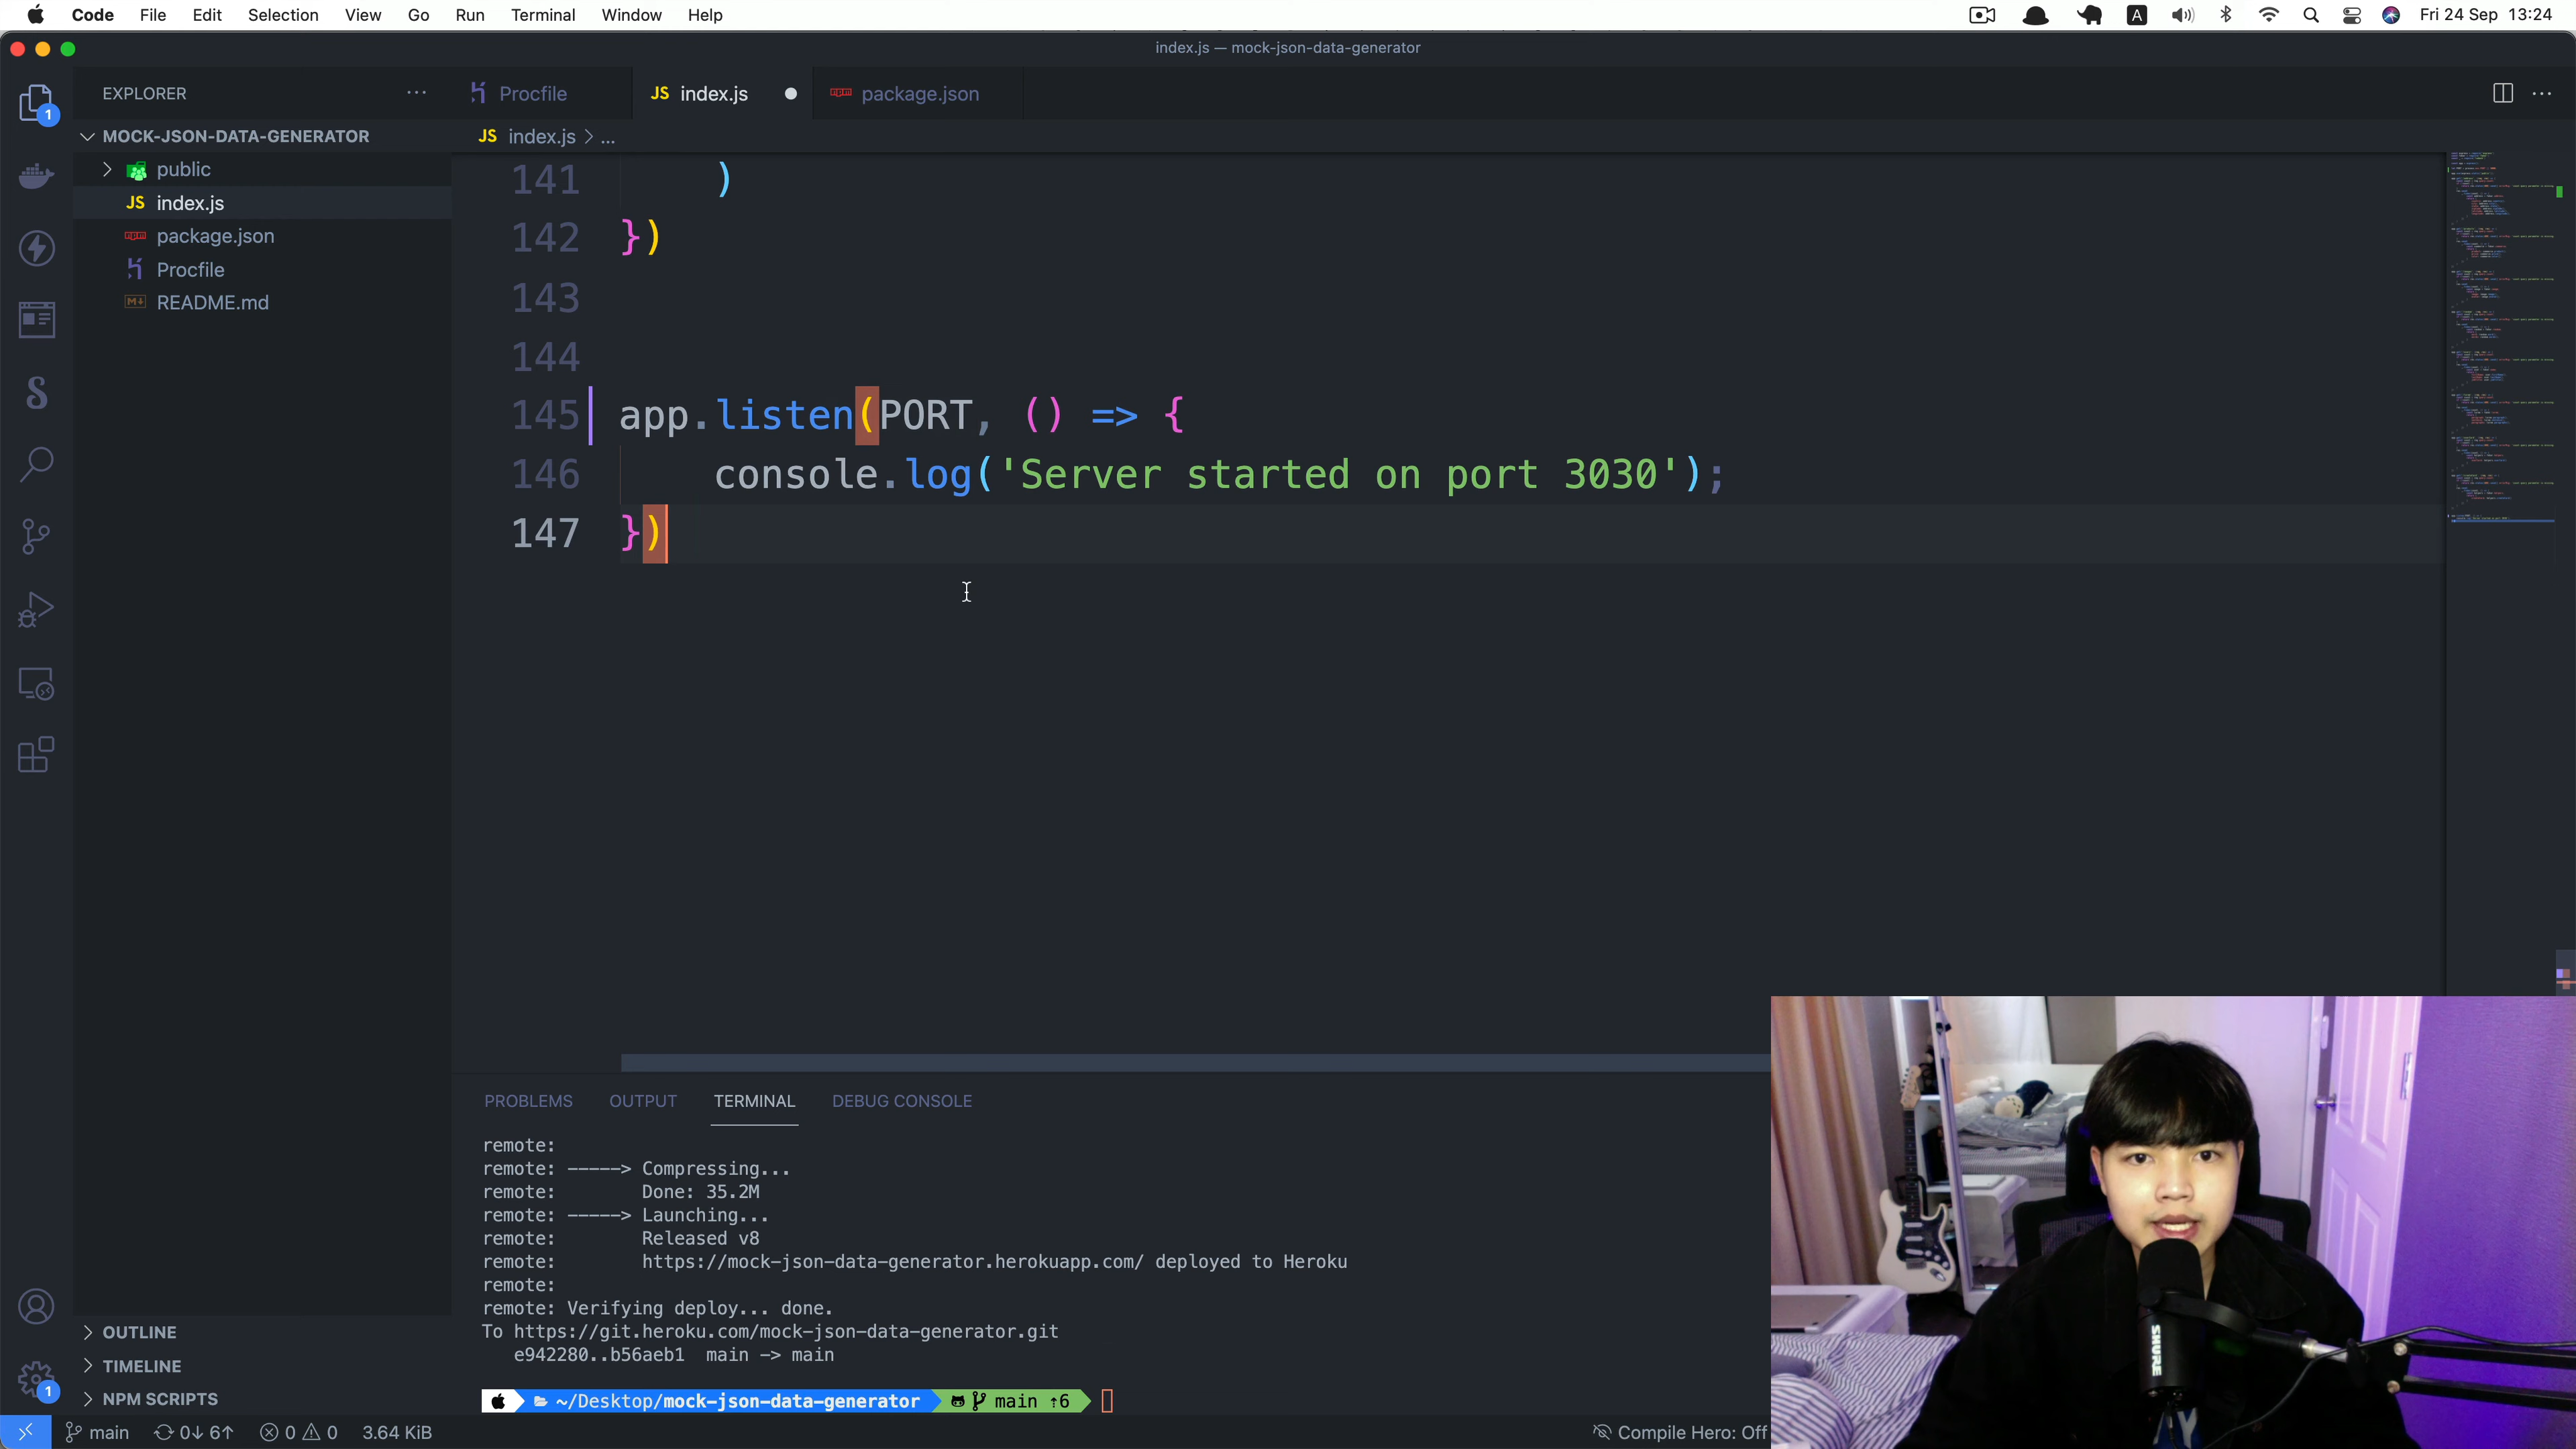 Code File Edit Selection View Go Run Terminal Window Help A Fri 24 Sep 13:24
index.js — mock-json-data-generator
EXPLORER ··· Procfile JS index.js package.json ···
1
MOCK-JSON-DATA-GENERATOR
JS index.js > ...
public
JS index.js
package.json
Procfile
README.md
141 )
142 })
143
144
145 app.listen(PORT, () => {
146 console.log('Server started on port 3030');
147 })
PROBLEMS OUTPUT TERMINAL DEBUG CONSOLE
remote:
remote: -----> Compressing...
remote: Done: 35.2M
remote: -----> Launching...
remote: Released v8
remote: https://mock-json-data-generator.herokuapp.com/ deployed to Heroku
remote:
remote: Verifying deploy... done.
To https://git.heroku.com/mock-json-data-generator.git
e942280..b56aeb1 main -> main
~/Desktop/mock-json-data-generator main ⇡6
OUTLINE
TIMELINE
1
NPM SCRIPTS
main 0↓ 6↑ 0 0 3.64 KiB Compile Hero: Off
SHURE